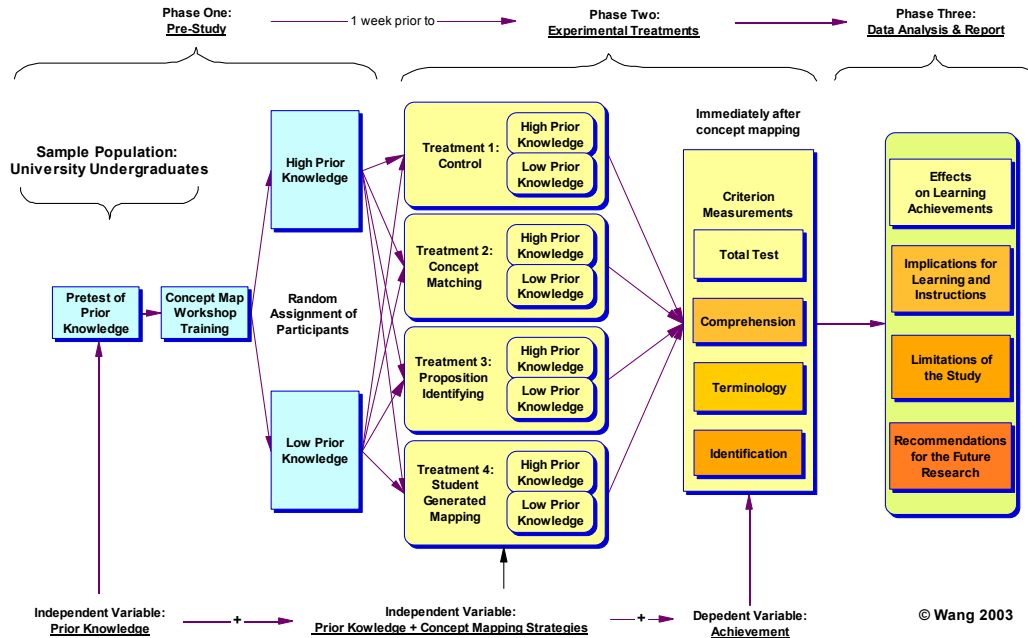 Phase One:
Pre-Study
1 week prior to
Phase Two:
Experimental Treatments
Phase Three:
Data Analysis & Report
Sample Population:
University Undergraduates
Pretest of
Prior
Knowledge
Concept Map
Workshop
Training
High Prior
Knowledge
Random
Assignment of
Participants
Low Prior
Knowledge
Treatment 1:
Control
High Prior
Knowledge
Low Prior
Knowledge
Treatment 2:
Concept
Matching
High Prior
Knowledge
Low Prior
Knowledge
Treatment 3:
Proposition
Identifying
High Prior
Knowledge
Low Prior
Knowledge
Treatment 4:
Student
Generated
Mapping
High Prior
Knowledge
Low Prior
Knowledge
Immediately after
concept mapping
Criterion
Measurements
Total Test
Comprehension
Terminology
Identification
Effects
on Learning
Achievements
Implications for
Learning and
Instructions
Limitations of
the Study
Recommendations
for the Future
Research
Independent Variable:
Prior Knowledge
+
Independent Variable:
Prior Kowledge + Concept Mapping Strategies
+
Depedent Variable:
Achievement
© Wang 2003